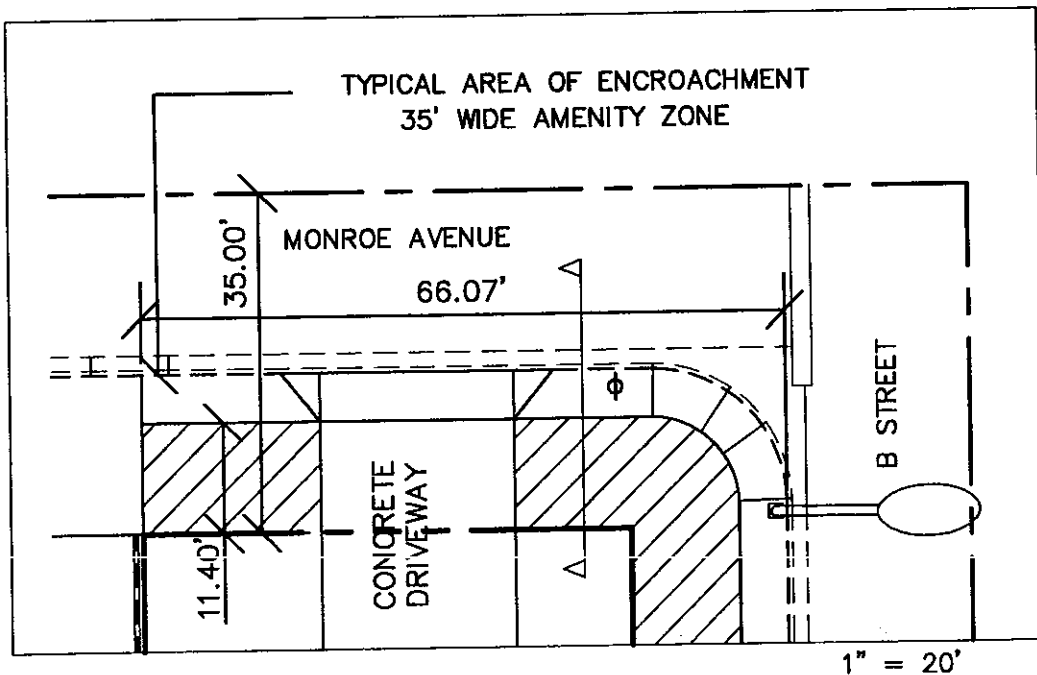 TYPICAL AREA OF ENCROACHMENT
35' WIDE AMENITY ZONE
MONROE AVENUE
35.00'
66.07'
B STREET
CONCRETE
DRIVEWAY
11.40'
1" = 20'